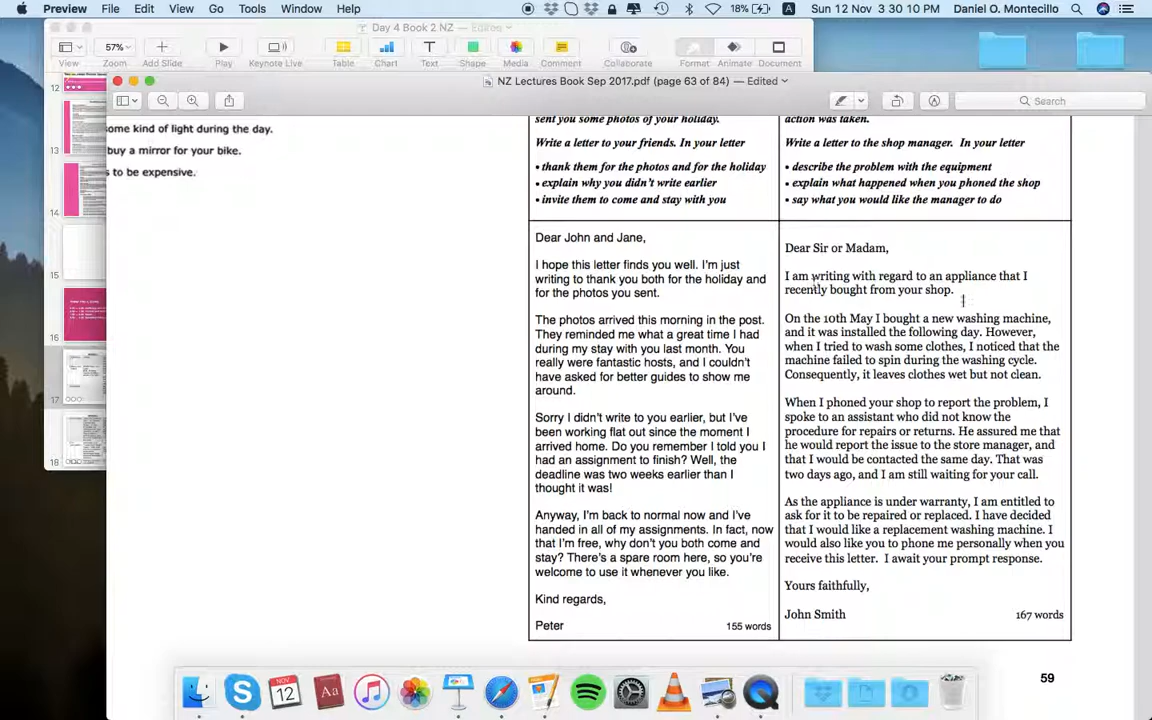 Preview File Edit View Go Tools Window Help 18% Sun 12 Nov 3 30 10 PM Daniel O. Montecillo
Day 4 Book 2 NZ — Edited
57%
View Zoom Add Slide Play Keynote Live Table Chart Text Shape Media Comment Collaborate Format Animate Document
NZ Lectures Book Sep 2017.pdf (page 63 of 84) — Edited
Search
12
13
14
15
16
17
18
some kind of light during the day.
buy a mirror for your bike.
s to be expensive.
sent you some photos of your holiday.
Write a letter to your friends. In your letter
• thank them for the photos and for the holiday
• explain why you didn't write earlier
• invite them to come and stay with you
Dear John and Jane,
I hope this letter finds you well. I'm just
writing to thank you both for the holiday and
for the photos you sent.
The photos arrived this morning in the post.
They reminded me what a great time I had
during my stay with you last month. You
really were fantastic hosts, and I couldn't
have asked for better guides to show me
around.
Sorry I didn't write to you earlier, but I've
been working flat out since the moment I
arrived home. Do you remember I told you I
had an assignment to finish? Well, the
deadline was two weeks earlier than I
thought it was!
Anyway, I'm back to normal now and I've
handed in all of my assignments. In fact, now
that I'm free, why don't you both come and
stay? There's a spare room here, so you're
welcome to use it whenever you like.
Kind regards,
Peter 155 words
action was taken.
Write a letter to the shop manager. In your letter
• describe the problem with the equipment
• explain what happened when you phoned the shop
• say what you would like the manager to do
Dear Sir or Madam,
I am writing with regard to an appliance that I
recently bought from your shop.
On the 10th May I bought a new washing machine,
and it was installed the following day. However,
when I tried to wash some clothes, I noticed that the
machine failed to spin during the washing cycle.
Consequently, it leaves clothes wet but not clean.
When I phoned your shop to report the problem, I
spoke to an assistant who did not know the
procedure for repairs or returns. He assured me that
he would report the issue to the store manager, and
that I would be contacted the same day. That was
two days ago, and I am still waiting for your call.
As the appliance is under warranty, I am entitled to
ask for it to be repaired or replaced. I have decided
that I would like a replacement washing machine. I
would also like you to phone me personally when you
receive this letter. I await your prompt response.
Yours faithfully,
John Smith 167 words
59
NOV
12
Aa